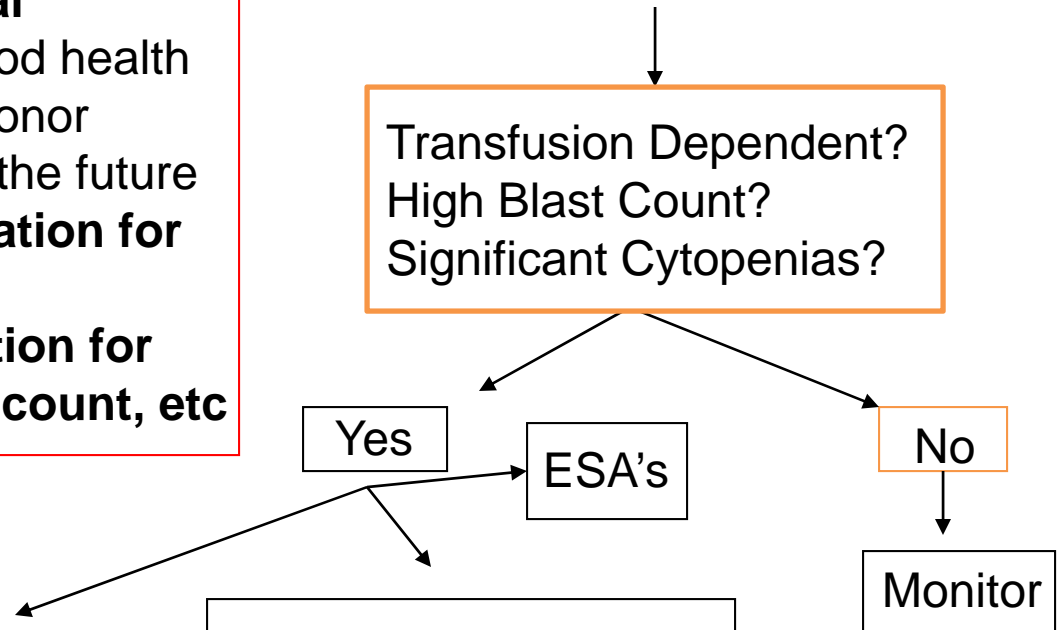 od health
onor
the future
ation for
tion for
count, etc
Transfusion Dependent?
High Blast Count?
Significant Cytopenias?
Yes
ESA’s
No
Monitor